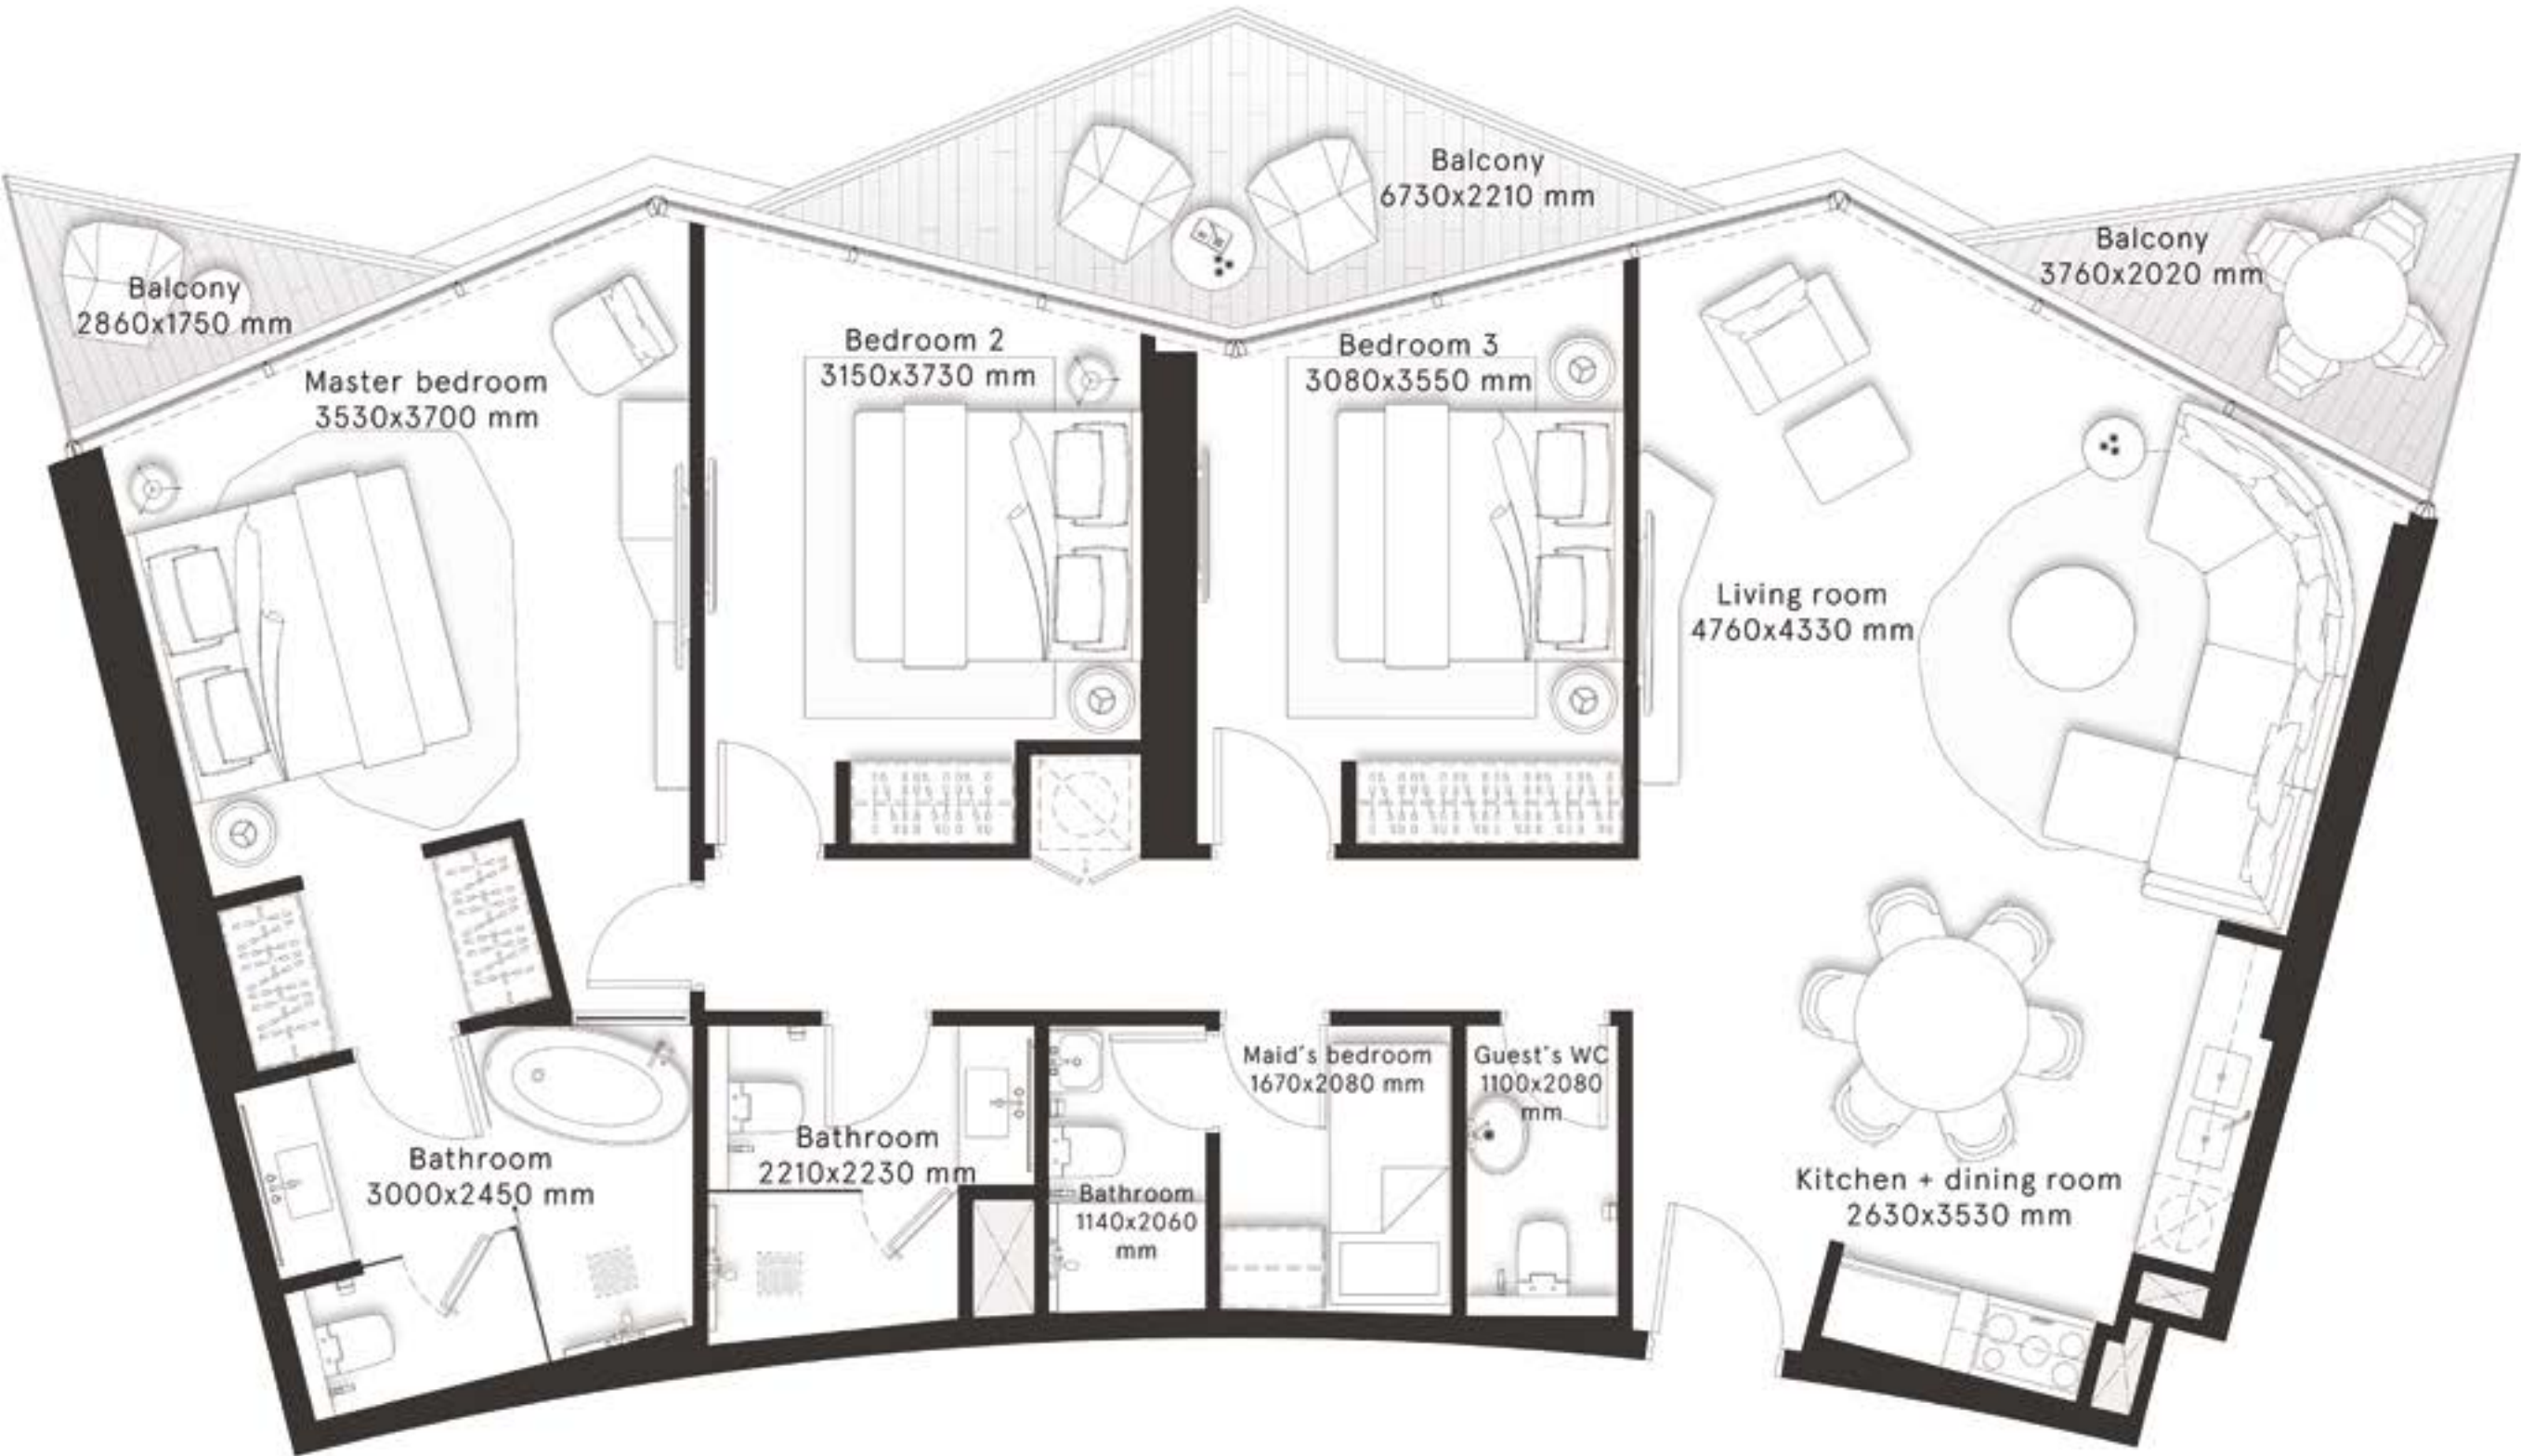 Balcony
6730x2210 mm
Balcony
3760x2020 mm
Balcony
2860x1750 mm
Master bedroom
3530x3700 mm
Bedroom 2
3150x3730 mm
Bedroom 3
3080x3550 mm
Living room
4760x4330 mm
Maid's bedroom
1670x2080 mm
Guest's WC
1100x2080
mm
Bathroom
3000x2450 mm
Bathroom
2210x2230 mm
Bathroom
1140x2060
mm
Kitchen + dining room
2630x3530 mm